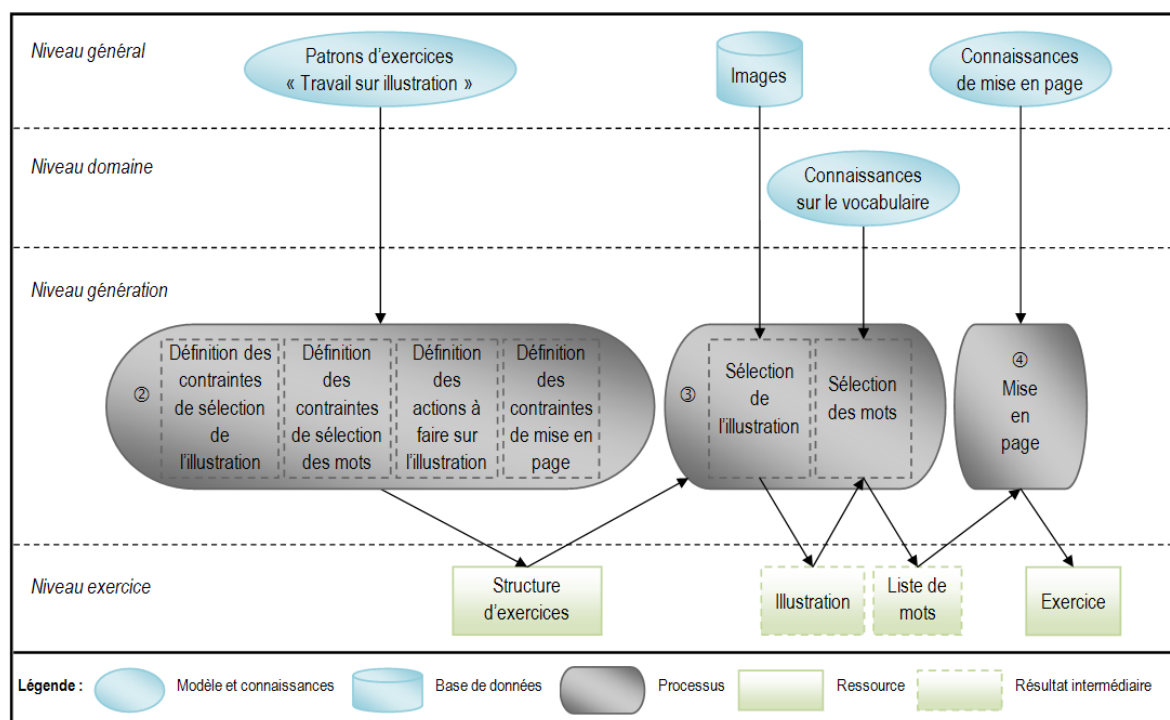 Niveau général
Patrons d'exercices
« Travail sur illustration »
Images
Connaissances
de mise en page
Niveau domaine
Connaissances
sur le vocabulaire
Niveau génération
②
Définition des
contraintes
de sélection
de
l'illustration
Définition
des
contraintes
de sélection
des mots
Définition
des
actions à
faire sur
l'illustration
Définition
des
contraintes
de mise en
page
③
Sélection
de
l'illustration
Sélection
des mots
④
Mise
en
page
Niveau exercice
Structure
d'exercices
Illustration
Liste de
mots
Exercice
Légende :
Modèle et connaissances
Base de données
Processus
Ressource
Résultat intermédiaire